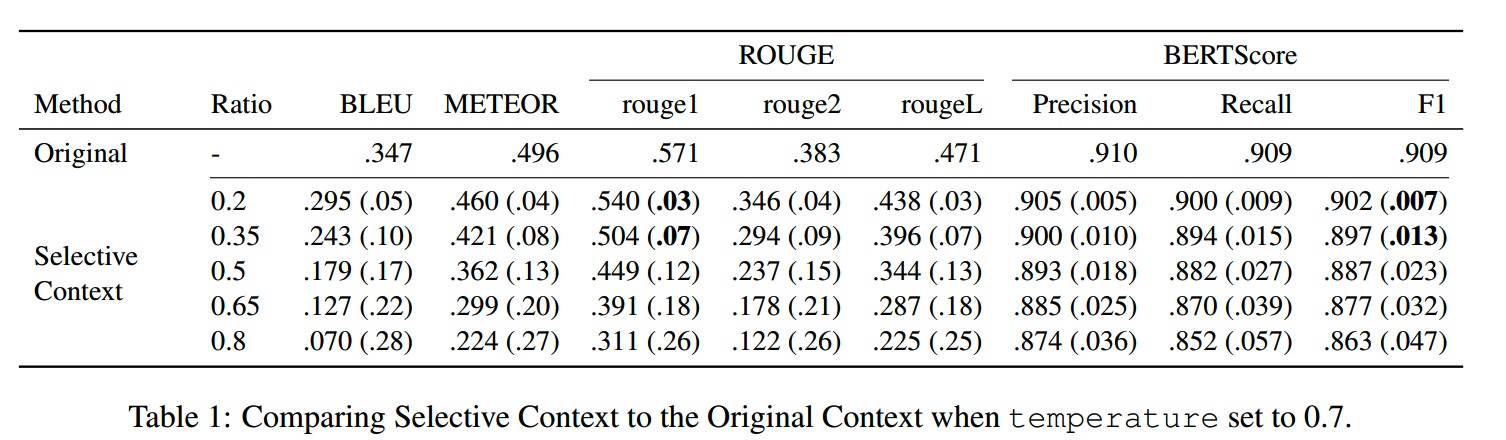 ROUGE BERTScore
Method Ratio BLEU METEOR rouge1 rouge2 rougeL Precision Recall F1
Original - .347 .496 .571 .383 .471 .910 .909 .909
0.2 .295 (.05) .460 (.04) .540 (.03) .346 (.04) .438 (.03) .905 (.005) .900 (.009) .902 (.007)
0.35 .243 (.10) .421 (.08) .504 (.07) .294 (.09) .396 (.07) .900 (.010) .894 (.015) .897 (.013)
Selective
Context
0.5 .179 (.17) .362 (.13) .449 (.12) .237 (.15) .344 (.13) .893 (.018) .882 (.027) .887 (.023)
0.65 .127 (.22) .299 (.20) .391 (.18) .178 (.21) .287 (.18) .885 (.025) .870 (.039) .877 (.032)
0.8 .070 (.28) .224 (.27) .311 (.26) .122 (.26) .225 (.25) .874 (.036) .852 (.057) .863 (.047)
Table 1: Comparing Selective Context to the Original Context when temperature set to 0.7.